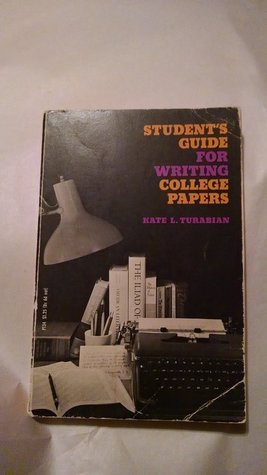 STUDENT'S
GUIDE
FOR
WRITING
COLLEGE
PAPERS
KATE L. TURABIAN
THE ILIAD OF